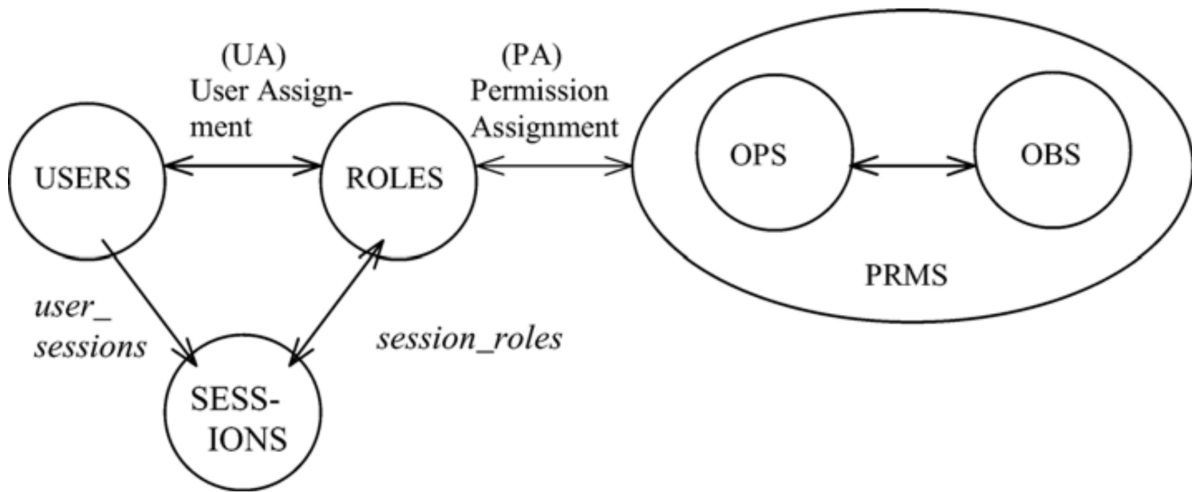 (UA)
User Assign-
ment
(PA)
Permission
Assignment
USERS
ROLES
OPS
OBS
PRMS
user_
sessions
session_roles
SESS-
IONS